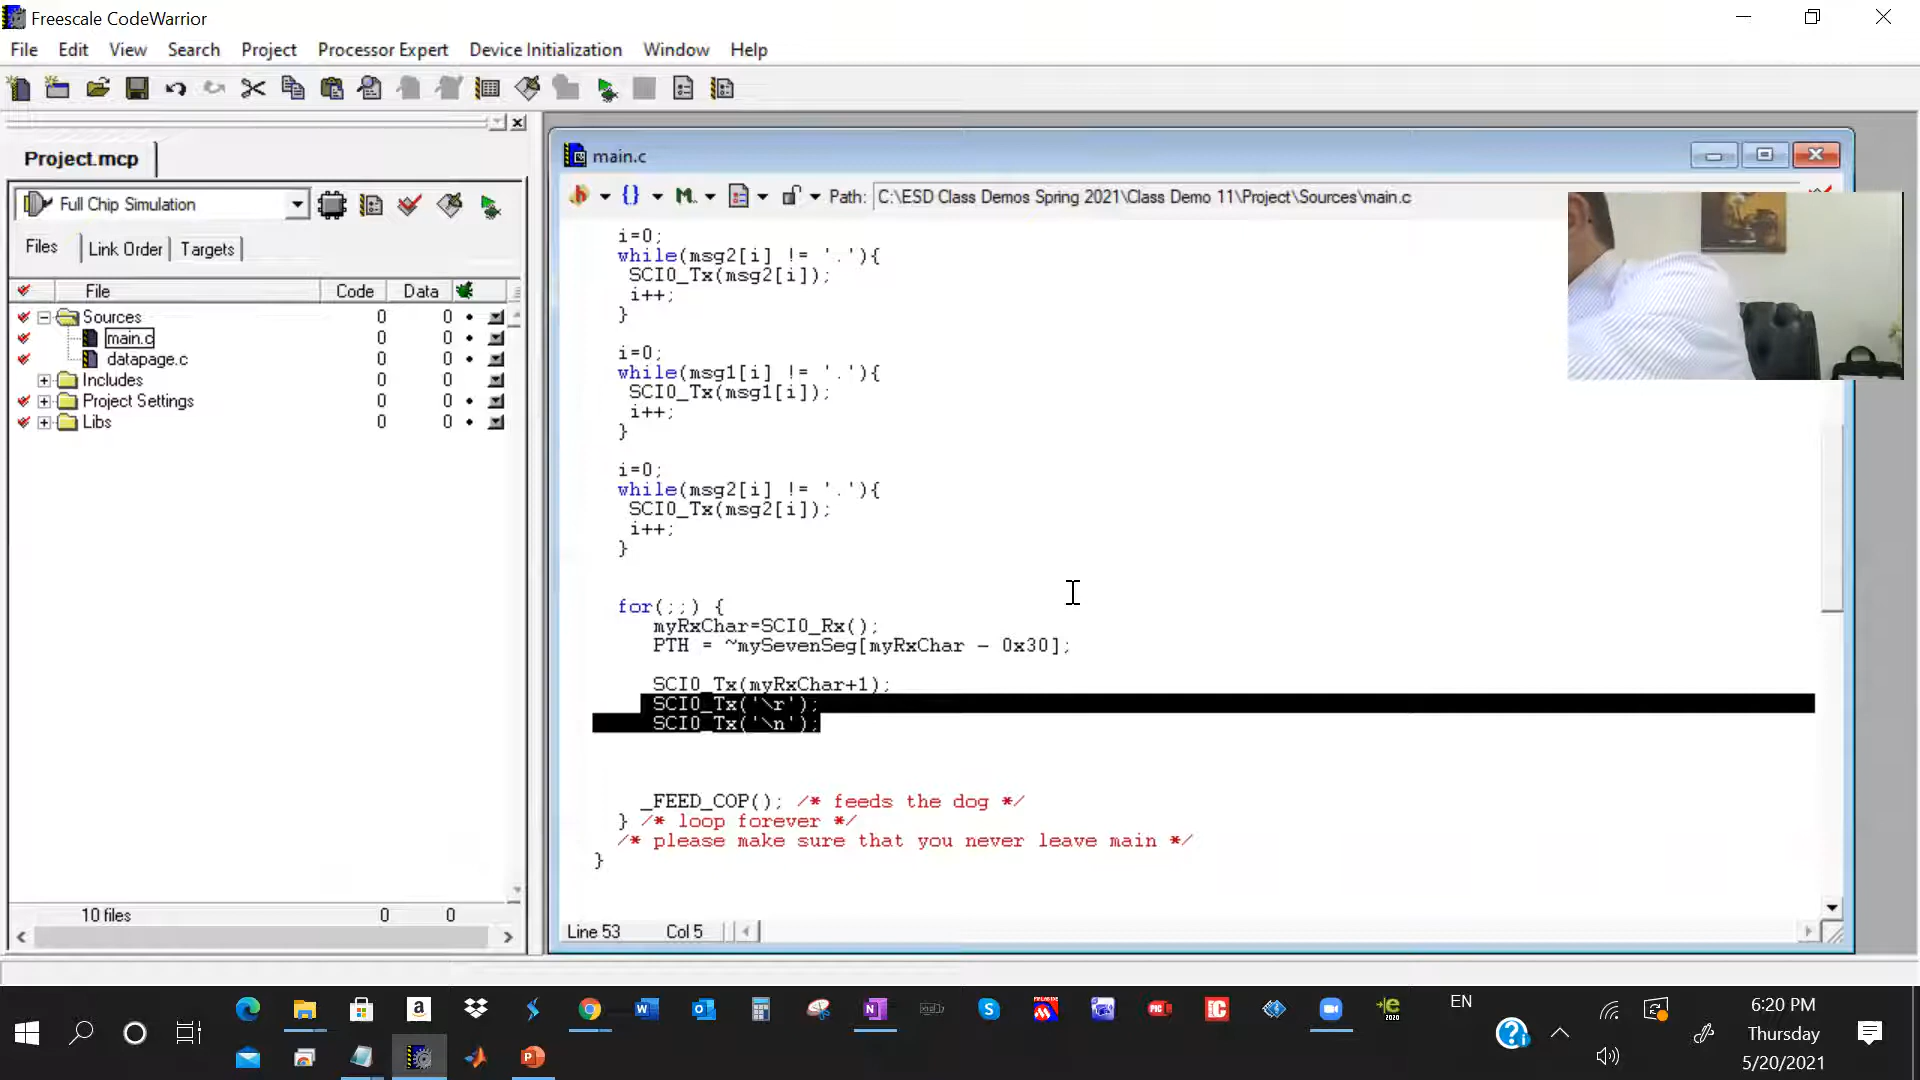 Freescale CodeWarrior
File Edit View Search Project Processor Expert Device Initialization Window Help
Project.mcp
Full Chip Simulation
Files Link Order Targets
File Code Data
Sources 0 0
main.c 0 0
datapage.c 0 0
Includes 0 0
Project Settings 0 0
Libs 0 0
10 files 0 0
main.c
Path: C:\ESD Class Demos Spring 2021\Class Demo 11\Project\Sources\main.c
i=0;
while(msg2[i] != '.'){
SCI0_Tx(msg2[i]);
i++;
}
i=0;
while(msg1[i] != '.'){
SCI0_Tx(msg1[i]);
i++;
}
i=0;
while(msg2[i] != '.'){
SCI0_Tx(msg2[i]);
i++;
}
for(;;) {
myRxChar=SCI0_Rx();
PTH = ~mySevenSeg[myRxChar - 0x30];
SCI0_Tx(myRxChar+1);
SCI0_Tx('\r');
SCI0_Tx('\n');
_FEED_COP(); /* feeds the dog */
} /* loop forever */
/* please make sure that you never leave main */
}
Line 53 Col 5
EN
6:20 PM
Thursday
5/20/2021